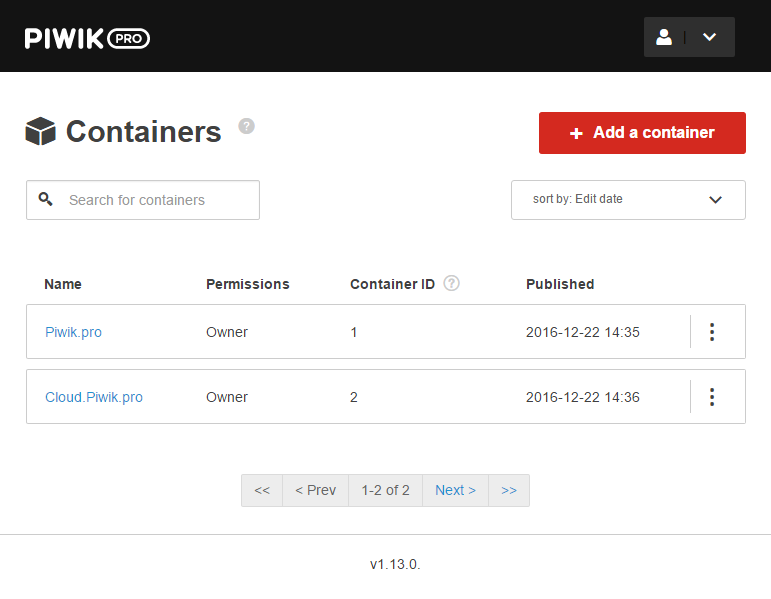 PIWIK PRO
Containers ?
+ Add a container
Search for containers
sort by: Edit date
Name Permissions Container ID ? Published
Piwik.pro Owner 1 2016-12-22 14:35
Cloud.Piwik.pro Owner 2 2016-12-22 14:36
<< < Prev 1-2 of 2 Next > >>
v1.13.0.